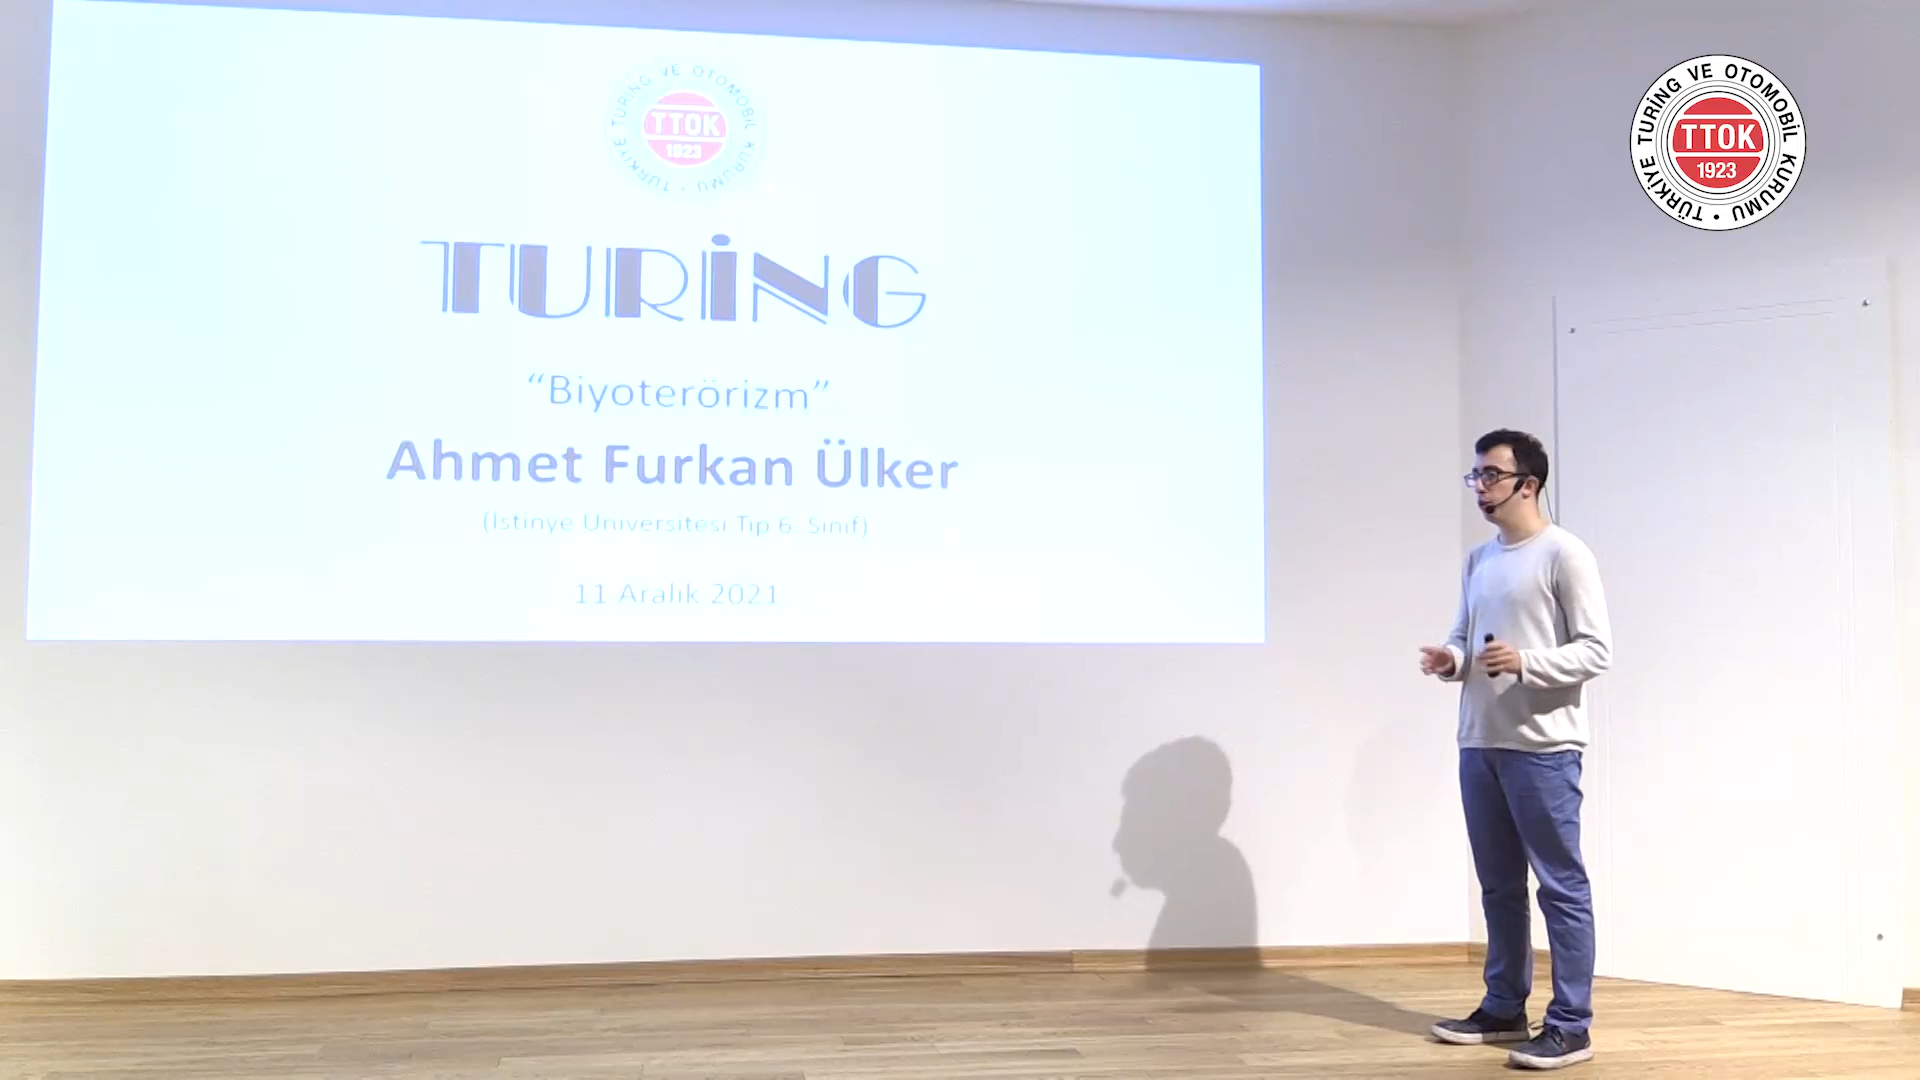 TÜRKİYE TURİNG VE OTOMOBİL KURUMU •
TTOK
1923
TURİNG
“Biyoterörizm”
Ahmet Furkan Ülker
(İstinye Üniversitesi Tıp 6. Sınıf)
11 Aralık 2021
TÜRKİYE TURİNG VE OTOMOBİL KURUMU •
TTOK
1923